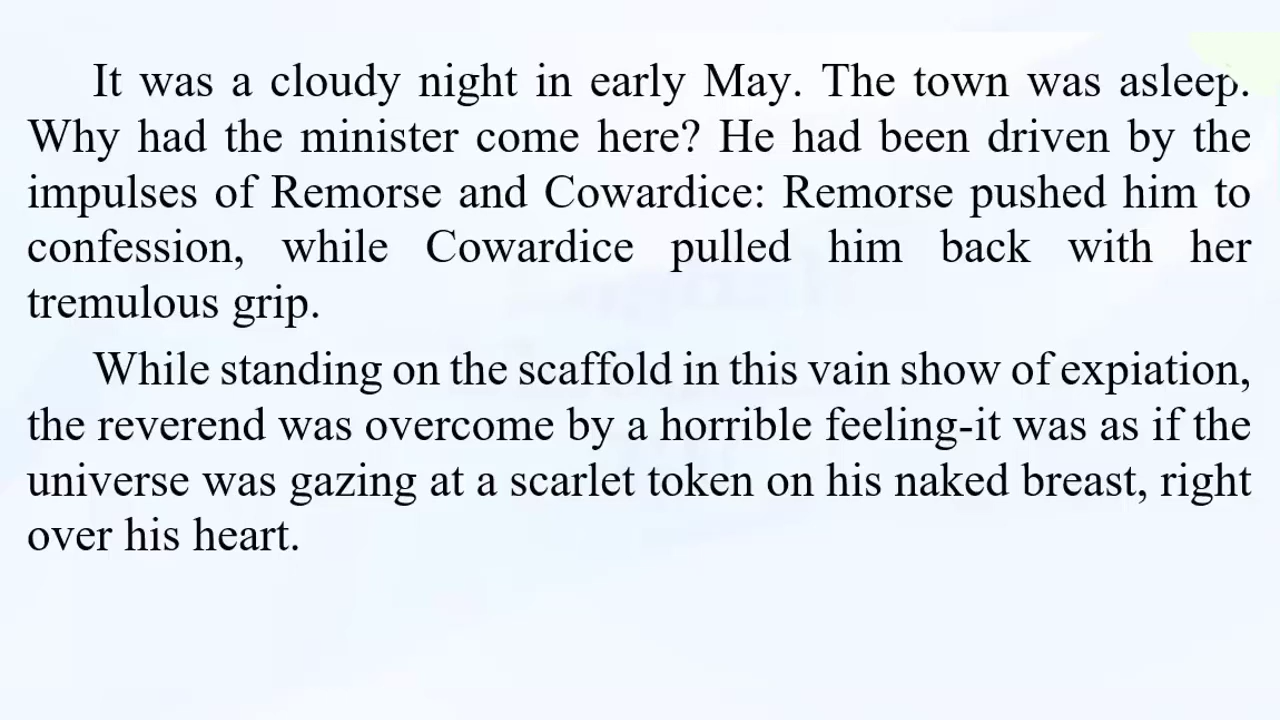 It was a cloudy night in early May. The town was asleep.
Why had the minister come here? He had been driven by the
impulses of Remorse and Cowardice: Remorse pushed him to
confession, while Cowardice pulled him back with her
tremulous grip.
While standing on the scaffold in this vain show of expiation,
the reverend was overcome by a horrible feeling-it was as if the
universe was gazing at a scarlet token on his naked breast, right
over his heart.